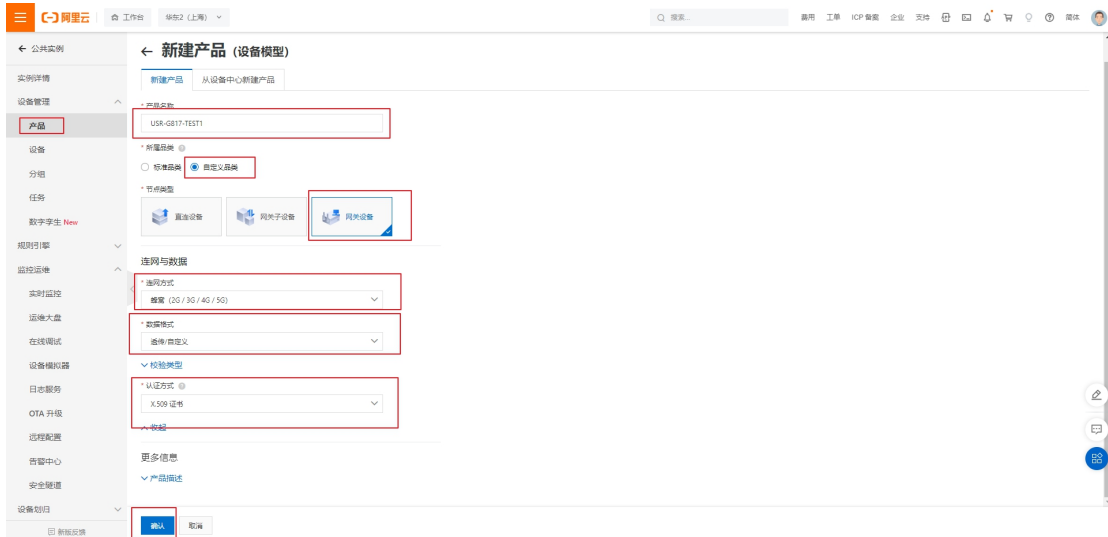 阿里云 工作台 华东2（上海） 搜索... 费用 工单 ICP 备案 企业 支持 简体
公共实例
实例详情
设备管理
产品
设备
分组
任务
数字孪生 New
规则引擎
监控运维
实时监控
运维大盘
在线调试
设备模拟器
日志服务
OTA 升级
远程配置
告警中心
安全隧道
设备划归
新版反馈
新建产品（设备模型）
新建产品 从设备中心新建产品
* 产品名称
USR-G817-TEST1
* 所属品类
标准品类 自定义品类
* 节点类型
直连设备 网关子设备 网关设备
连网与数据
* 连网方式
蜂窝（2G / 3G / 4G / 5G）
* 数据格式
透传/自定义
校验类型
* 认证方式
X.509 证书
收起
更多信息
产品描述
确认 取消